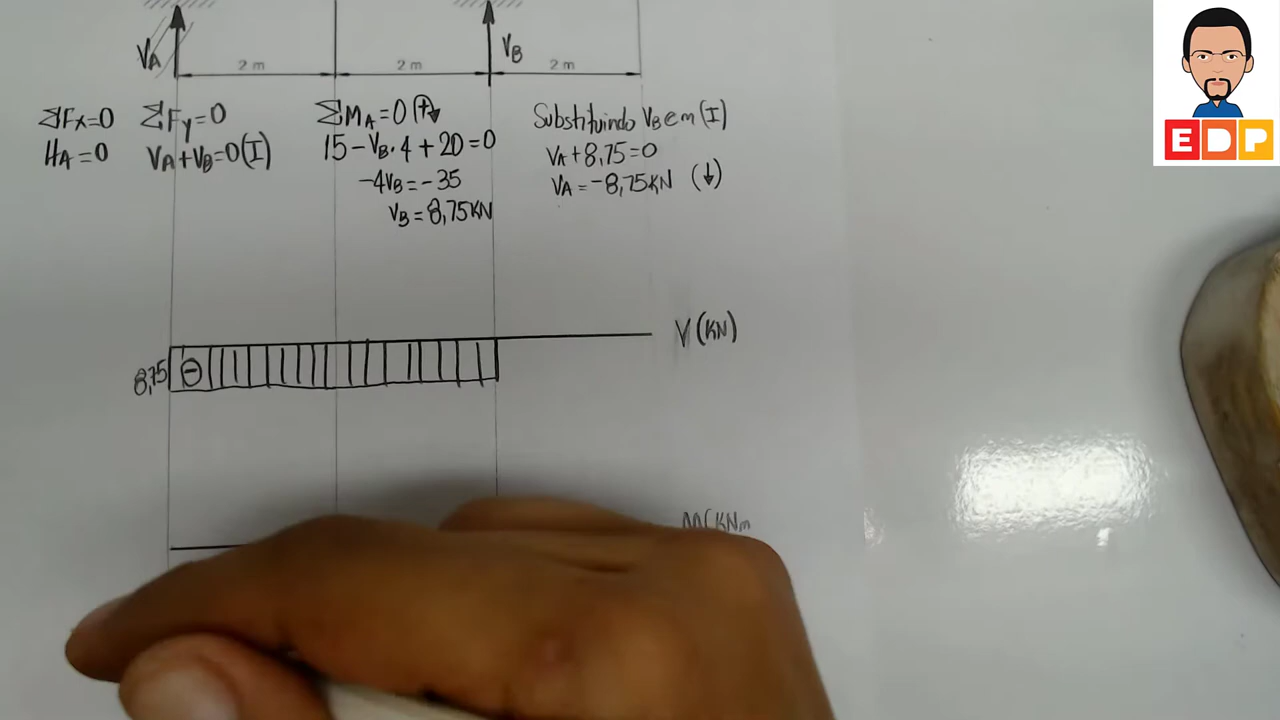 VA VB
2 m 2 m 2 m
ΣFx=0 ΣFy=0 ΣMA=0 (+) Substituindo VB em (I)
HA=0 VA+VB=0(I) 15-VB.4+20=0 VA+8,75=0
-4VB=-35 VA=-8,75KN (↓)
VB=8,75KN
V(KN)
8,75 ⊖
M(KNm
EDP